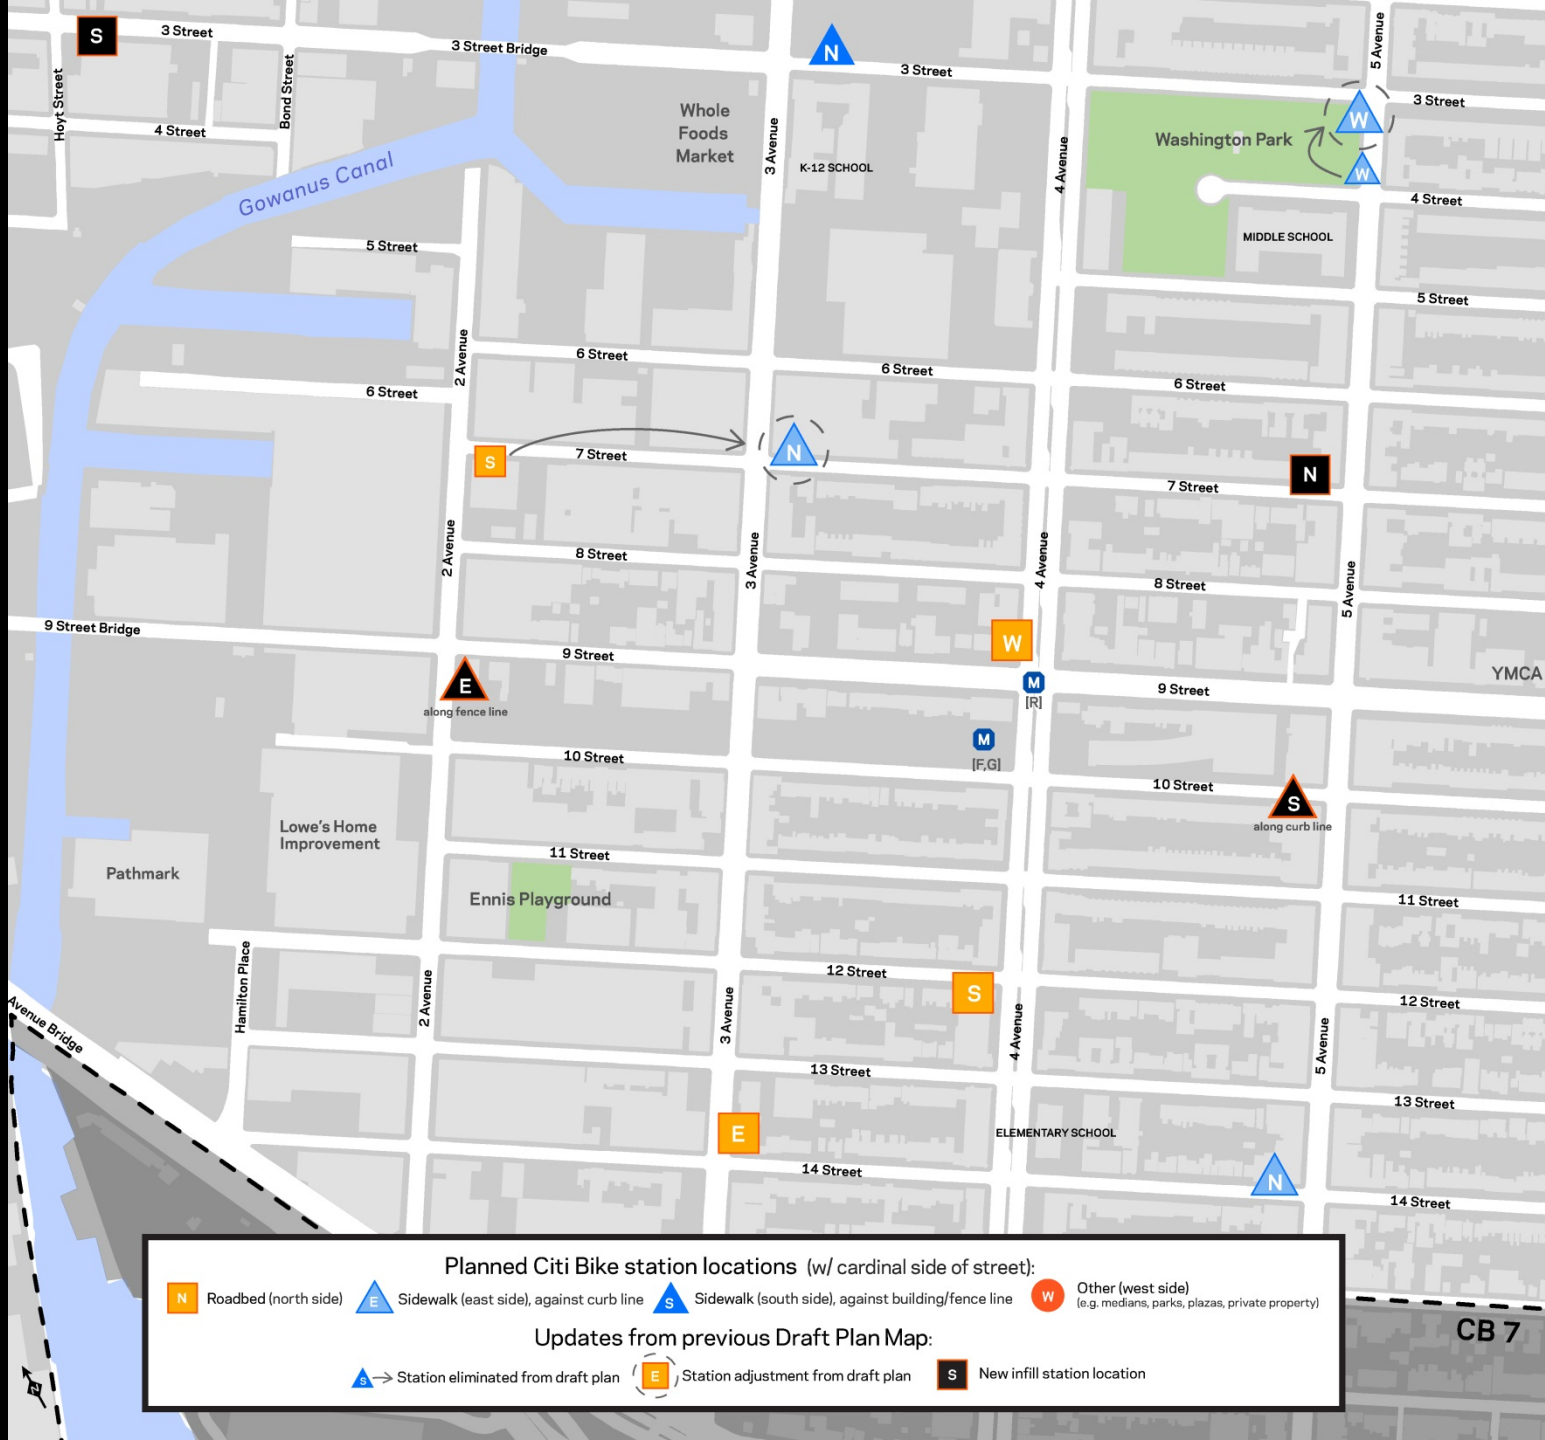 S
3 Street
3 Street Bridge
N
3 Street
5 Avenue
Hoyt Street
Bond Street
4 Street
Whole
Foods
Market
3 Avenue
K-12 SCHOOL
4 Avenue
Washington Park
W
W
3 Street
4 Street
Gowanus Canal
MIDDLE SCHOOL
5 Street
5 Street
2 Avenue
6 Street
6 Street
6 Street
6 Street
S
7 Street
N
7 Street
N
2 Avenue
8 Street
3 Avenue
4 Avenue
8 Street
5 Avenue
9 Street Bridge
9 Street
W
M
[R]
9 Street
YMCA
E
along fence line
10 Street
M
[F,G]
10 Street
S
along curb line
Lowe's Home
Improvement
Pathmark
11 Street
Ennis Playground
11 Street
12 Street
S
12 Street
Hamilton Place
2 Avenue
3 Avenue
4 Avenue
5 Avenue
Avenue Bridge
13 Street
13 Street
E
ELEMENTARY SCHOOL
14 Street
N
14 Street
Planned Citi Bike station locations (w/ cardinal side of street):
N Roadbed (north side) E Sidewalk (east side), against curb line S Sidewalk (south side), against building/fence line W Other (west side)
(e.g. medians, parks, plazas, private property)
Updates from previous Draft Plan Map:
S Station eliminated from draft plan E Station adjustment from draft plan S New infill station location
CB 7
N